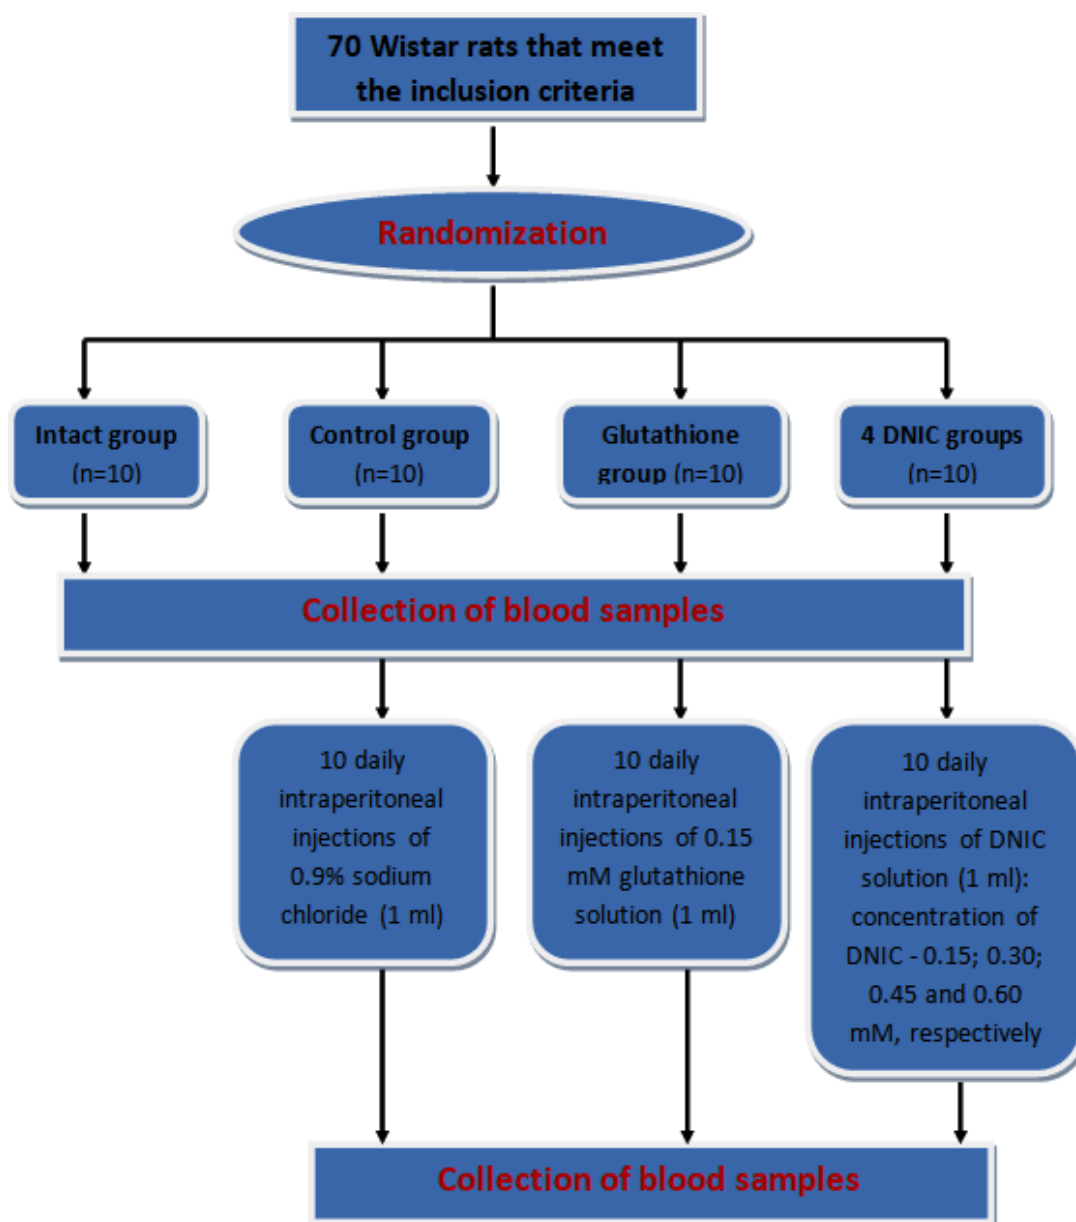 70 Wistar rats that meet
the inclusion criteria
Randomization
Intact group
(n=10)
Control group
(n=10)
Glutathione
group (n=10)
4 DNIC groups
(n=10)
Collection of blood samples
10 daily
intraperitoneal
injections of
0.9% sodium
chloride (1 ml)
10 daily
intraperitoneal
injections of 0.15
mM glutathione
solution (1 ml)
10 daily
intraperitoneal
injections of DNIC
solution (1 ml):
concentration of
DNIC - 0.15; 0.30;
0.45 and 0.60
mM, respectively
Collection of blood samples